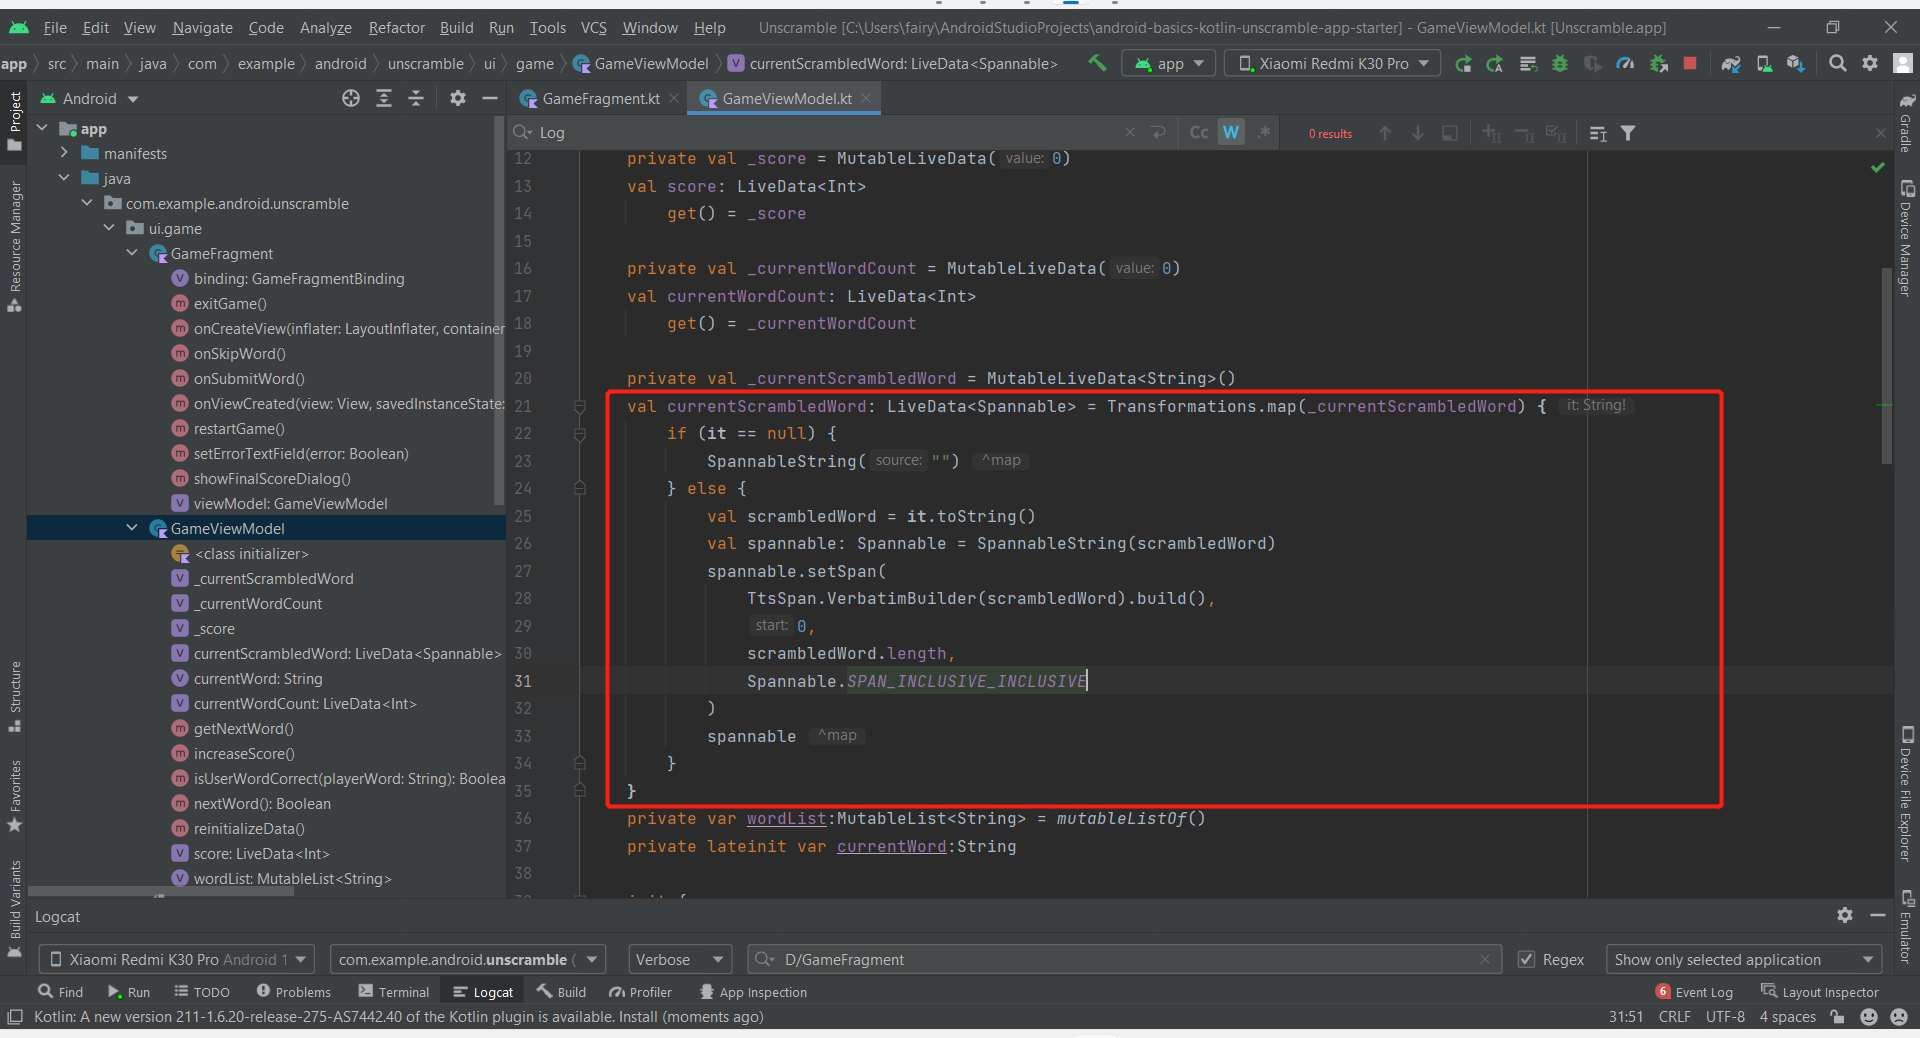 File Edit View Navigate Code Analyze Refactor Build Run Tools VCS Window Help Unscramble [C:\Users\fairy\AndroidStudioProjects\android-basics-kotlin-unscramble-app-starter] - GameViewModel.kt [Unscramble.app]
app src main java com example android unscramble ui game GameViewModel currentScrambledWord: LiveData<Spannable> app Xiaomi Redmi K30 Pro
Project
Resource Manager
Structure
Favorites
Build Variants
Android
app
manifests
java
com.example.android.unscramble
ui.game
GameFragment
binding: GameFragmentBinding
exitGame()
onCreateView(inflater: LayoutInflater, container
onSkipWord()
onSubmitWord()
onViewCreated(view: View, savedInstanceState:
restartGame()
setErrorTextField(error: Boolean)
showFinalScoreDialog()
viewModel: GameViewModel
GameViewModel
<class initializer>
_currentScrambledWord
_currentWordCount
_score
currentScrambledWord: LiveData<Spannable>
currentWord: String
currentWordCount: LiveData<Int>
getNextWord()
increaseScore()
isUserWordCorrect(playerWord: String): Boolea
nextWord(): Boolean
reinitializeData()
score: LiveData<Int>
wordList: MutableList<String>
GameFragment.kt GameViewModel.kt
Log Cc W .* 0 results
12 private val _score = MutableLiveData( value: 0)
13 val score: LiveData<Int>
14 get() = _score
15
16 private val _currentWordCount = MutableLiveData( value: 0)
17 val currentWordCount: LiveData<Int>
18 get() = _currentWordCount
19
20 private val _currentScrambledWord = MutableLiveData<String>()
21 val currentScrambledWord: LiveData<Spannable> = Transformations.map(_currentScrambledWord) { it: String!
22 if (it == null) {
23 SpannableString( source: "") ^map
24 } else {
25 val scrambledWord = it.toString()
26 val spannable: Spannable = SpannableString(scrambledWord)
27 spannable.setSpan(
28 TtsSpan.VerbatimBuilder(scrambledWord).build(),
29 start: 0,
30 scrambledWord.length,
31 Spannable.SPAN_INCLUSIVE_INCLUSIVE
32 )
33 spannable ^map
34 }
35 }
36 private var wordList:MutableList<String> = mutableListOf()
37 private lateinit var currentWord:String
38
Gradle
Device Manager
Device File Explorer
Emulator
Logcat
Xiaomi Redmi K30 Pro Android 1 com.example.android.unscramble ( Verbose D/GameFragment Regex Show only selected application
Find Run TODO Problems Terminal Logcat Build Profiler App Inspection 6 Event Log Layout Inspector
Kotlin: A new version 211-1.6.20-release-275-AS7442.40 of the Kotlin plugin is available. Install (moments ago) 31:51 CRLF UTF-8 4 spaces